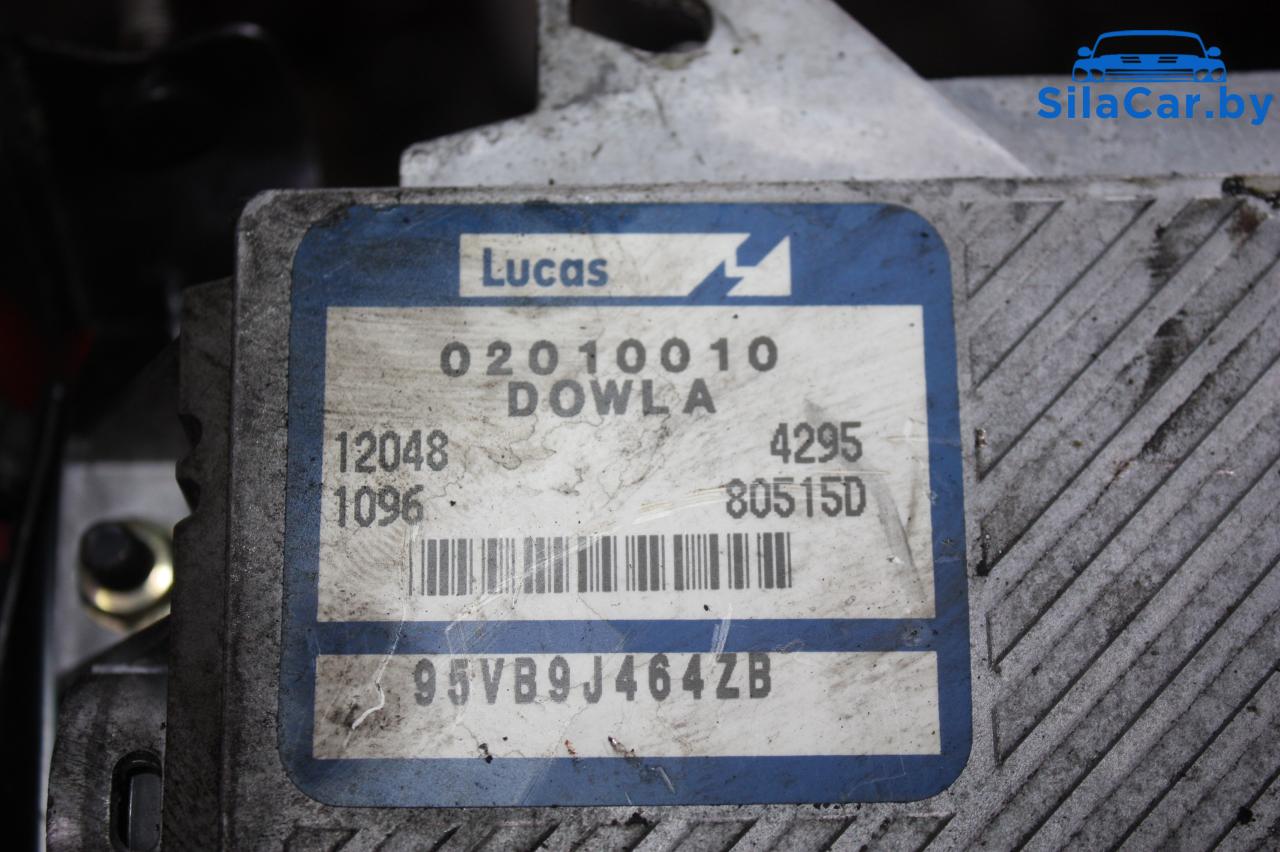 SilaCar.by
Lucas
02010010
DOWLA
12048 4295
1096 80515D
95VB9J464ZB